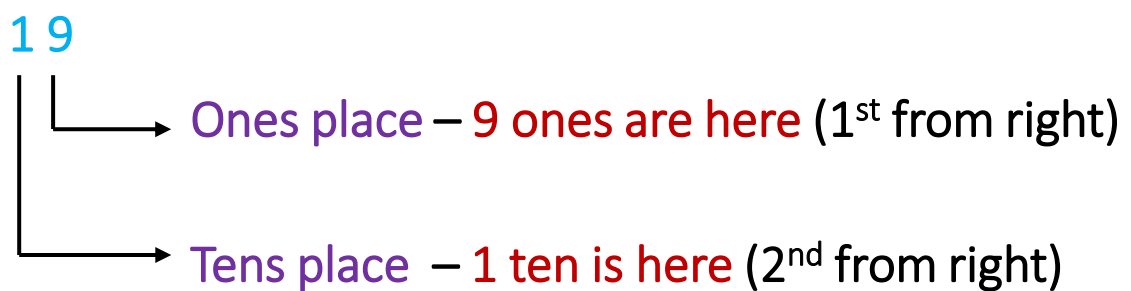 1 9
Ones place – 9 ones are here (1st from right)
Tens place – 1 ten is here (2nd from right)